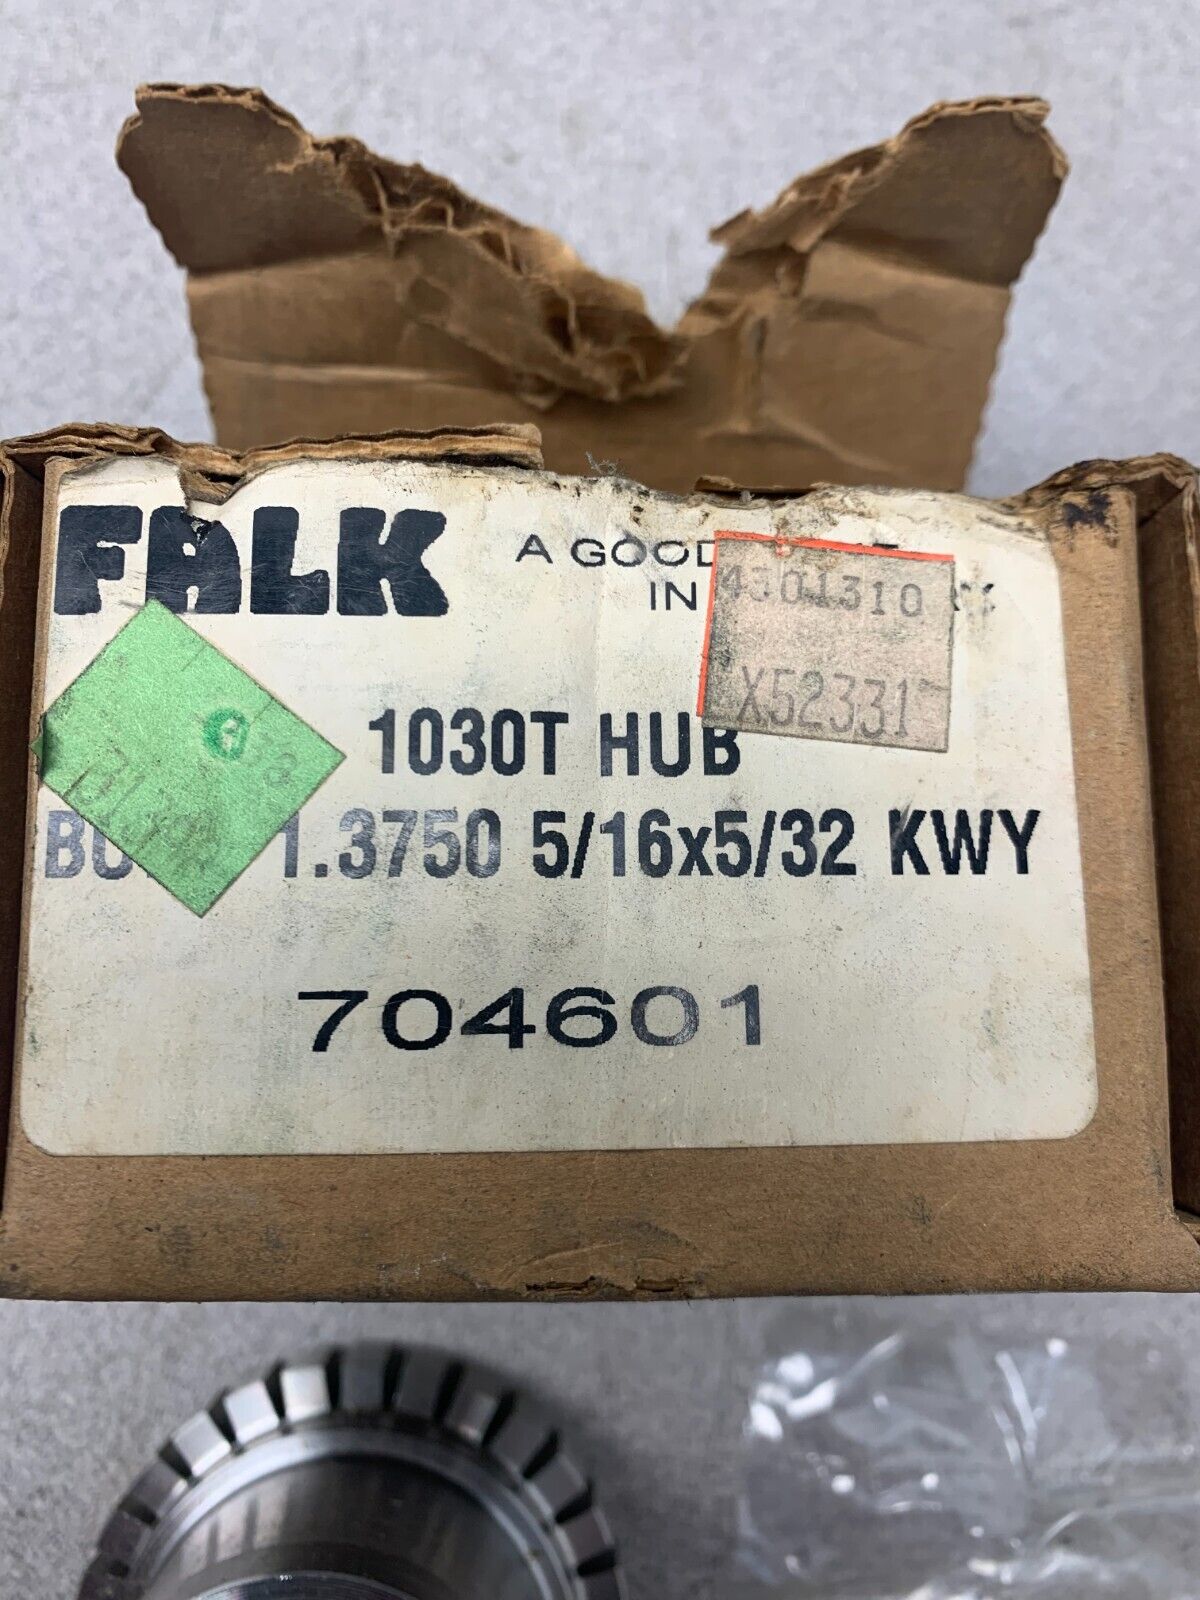 FALK
A GOOD
IN
4301310
X52331
1030T HUB
1.3750 5/16x5/32 KWY
704601